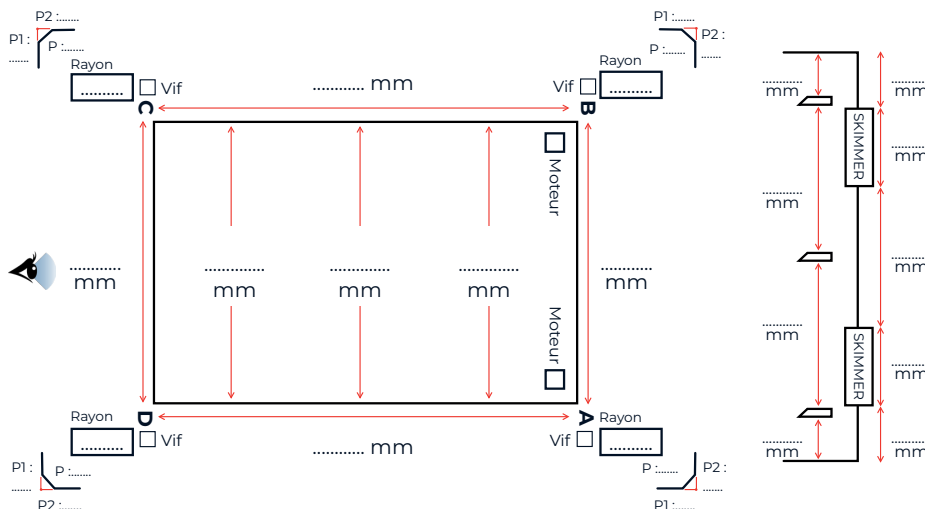 P2 :.......
P1 :
.......
P :.......
Rayon
..........
Vif
C
............ mm
P1 :.......
P2 :
.......
P :.......
Rayon
..........
Vif
B
Moteur
............
mm
..............
mm
..............
mm
..............
mm
............
mm
Moteur
D
Rayon
..........
Vif
P1 :
.......
P :.......
P2 :.......
............ mm
A
Rayon
..........
Vif
P :.......
P2 :
.......
P1 :.......
...........
mm
...........
mm
SKIMMER
...........
mm
...........
mm
...........
mm
...........
mm
SKIMMER
...........
mm
...........
mm
...........
mm